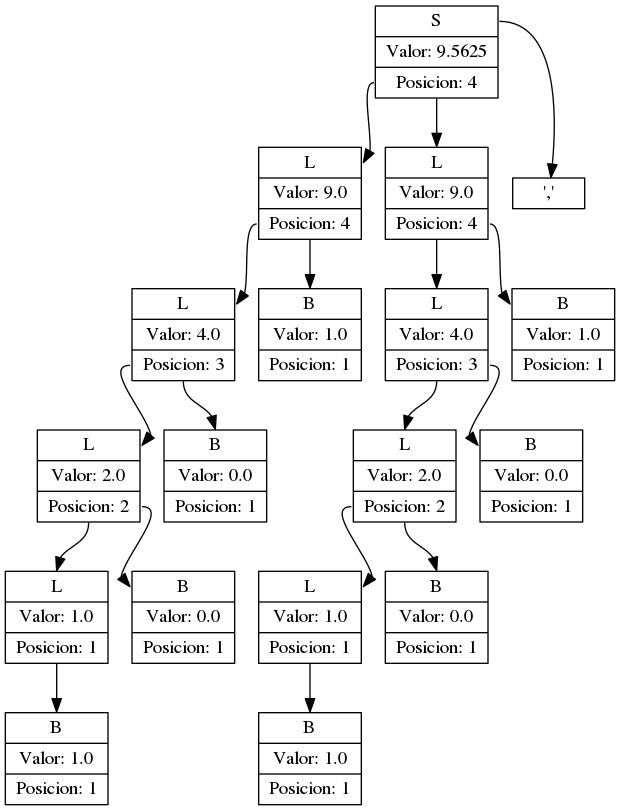 S
Valor: 9.5625
Posicion: 4
L
Valor: 9.0
Posicion: 4
L
Valor: 9.0
Posicion: 4
','
L
Valor: 4.0
Posicion: 3
B
Valor: 1.0
Posicion: 1
L
Valor: 4.0
Posicion: 3
B
Valor: 1.0
Posicion: 1
L
Valor: 2.0
Posicion: 2
B
Valor: 0.0
Posicion: 1
L
Valor: 2.0
Posicion: 2
B
Valor: 0.0
Posicion: 1
L
Valor: 1.0
Posicion: 1
B
Valor: 0.0
Posicion: 1
L
Valor: 1.0
Posicion: 1
B
Valor: 0.0
Posicion: 1
B
Valor: 1.0
Posicion: 1
B
Valor: 1.0
Posicion: 1